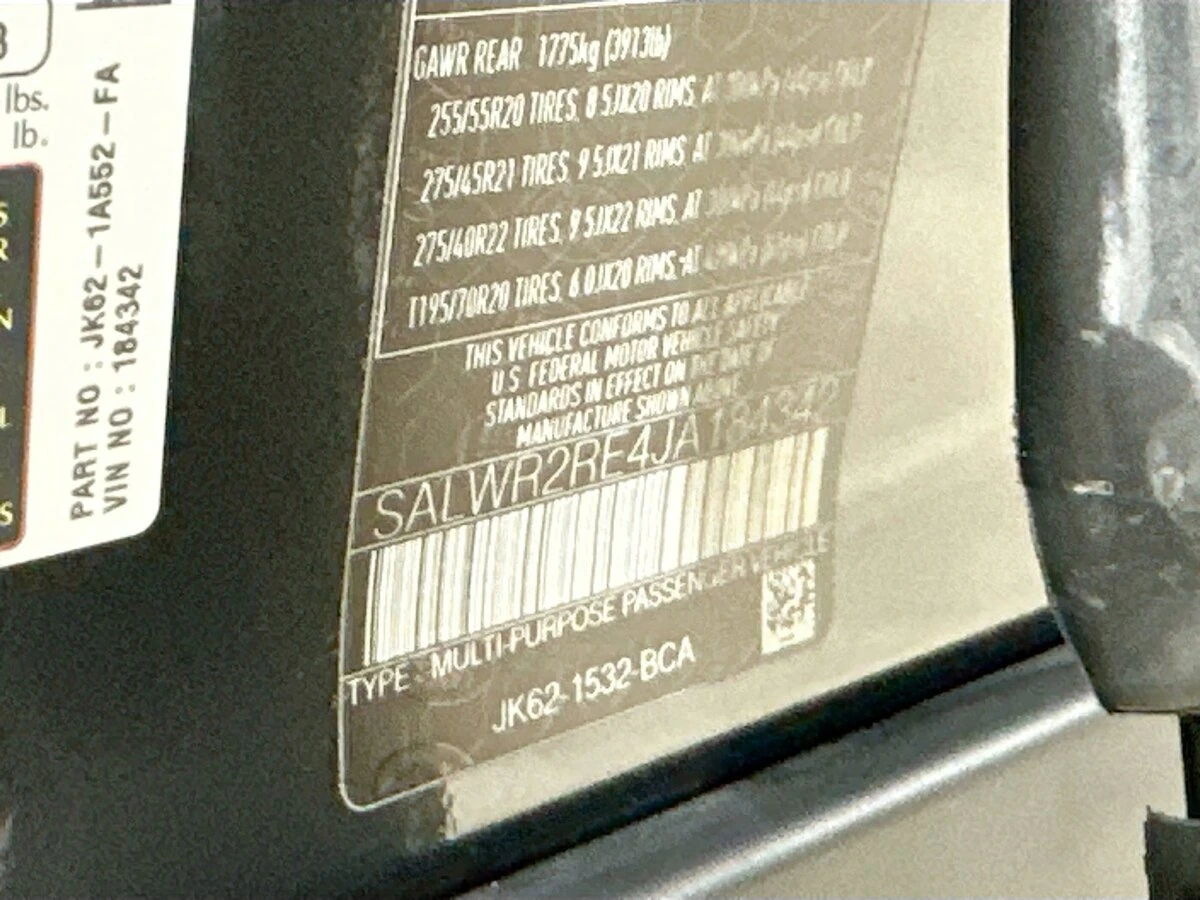 lbs.
lb.
PART NO : JK62-1A552-FA
VIN NO : 184342
GAWR REAR 1775kg (3913lb)
255/55R20 TIRES, 8.5JX20 RIMS, AT
275/45R21 TIRES, 9.5JX21 RIMS, AT
275/40R22 TIRES, 9.5JX22 RIMS, AT
T195/70R20 TIRES, 6.0JX20 RIMS, AT
THIS VEHICLE CONFORMS TO ALL APPLICABLE
U.S. FEDERAL MOTOR VEHICLE SAFETY
STANDARDS IN EFFECT ON THE DATE OF
MANUFACTURE SHOWN ABOVE
SALWR2RE4JA184342
TYPE: MULTI-PURPOSE PASSENGER VEHICLE
JK62-1532-BCA